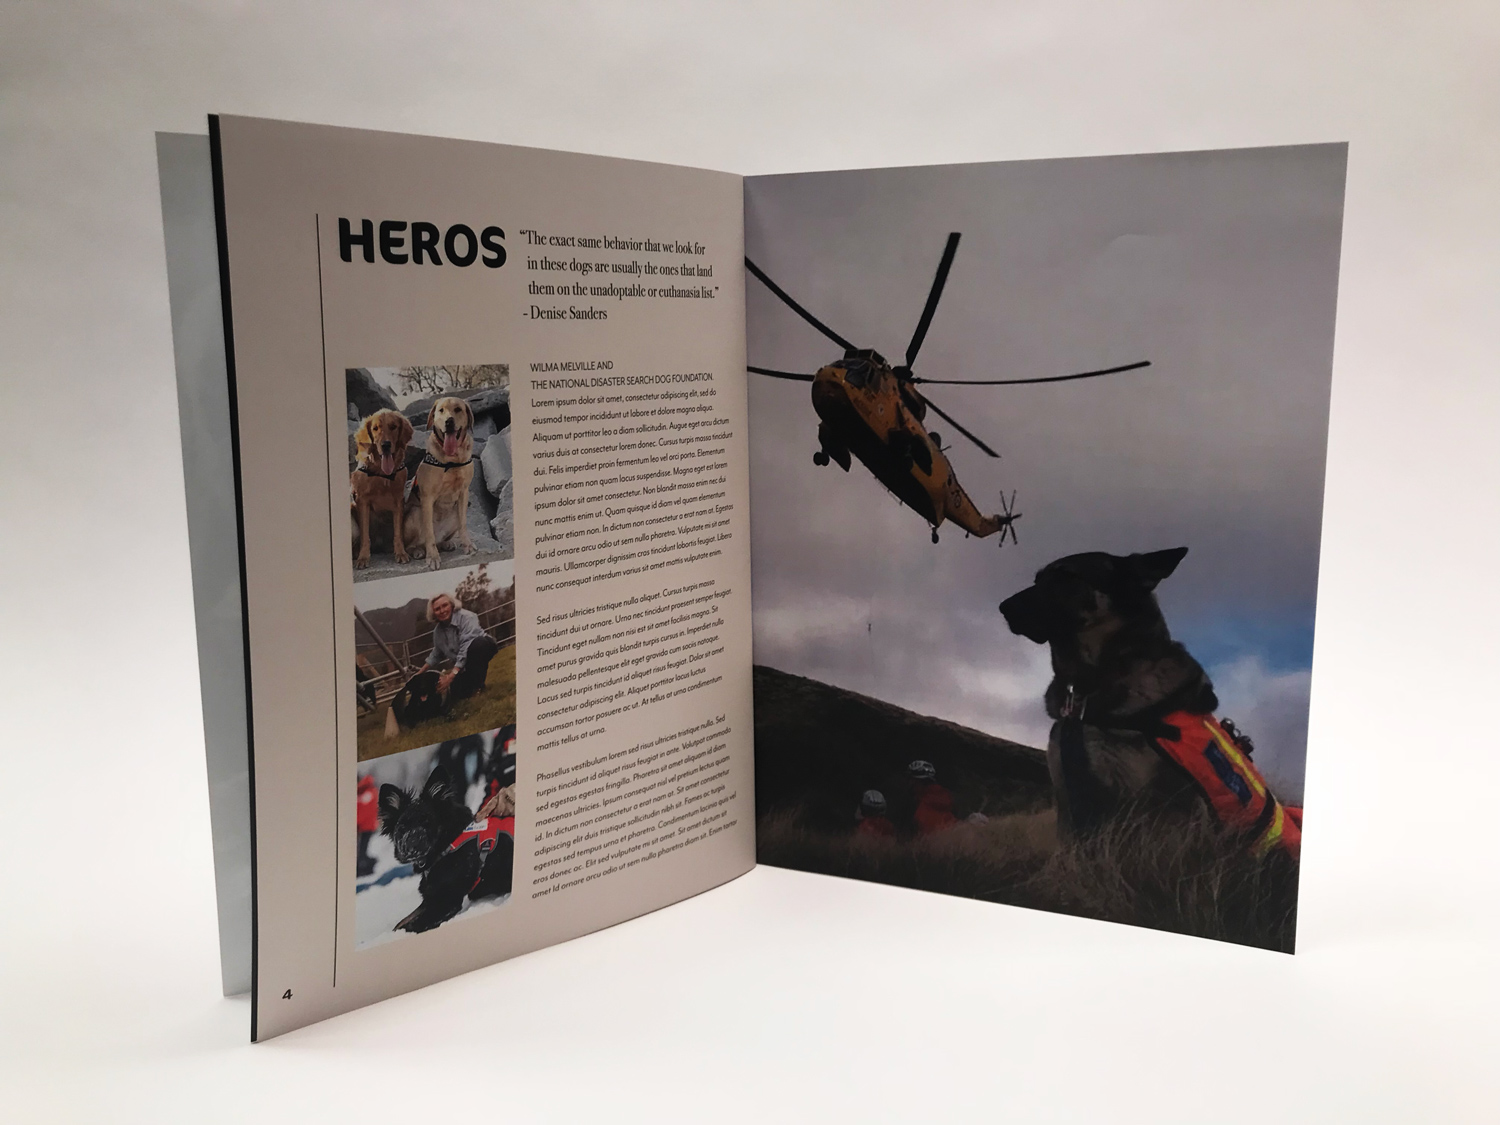 HEROS
“The exact same behavior that we look for
in these dogs are usually the ones that land
them on the unadoptable or euthanasia list.”
- Denise Sanders
WILMA MELVILLE AND
THE NATIONAL DISASTER SEARCH DOG FOUNDATION.
Lorem ipsum dolor sit amet, consectetur adipiscing elit, sed do
eiusmod tempor incididunt ut labore et dolore magna aliqua.
Aliquam ut porttitor leo a diam sollicitudin. Augue eget arcu dictum
varius duis at consectetur lorem donec. Cursus turpis massa tincidunt
dui. Felis imperdiet proin fermentum leo vel orci porta. Elementum
pulvinar etiam non quam lacus suspendisse. Magna eget est lorem
ipsum dolor sit amet consectetur. Non blandit massa enim nec dui
nunc mattis enim ut. Quam quisque id diam vel quam elementum
pulvinar etiam non. In dictum non consectetur a erat nam at. Egestas
dui id ornare arcu odio ut sem nulla pharetra. Vulputate mi sit amet
mauris. Ullamcorper dignissim cras tincidunt lobortis feugiat. Libero
nunc consequat interdum varius sit amet mattis vulputate enim.
Sed risus ultricies tristique nulla aliquet. Cursus turpis massa
tincidunt dui ut ornare. Urna nec tincidunt praesent semper feugiat.
Tincidunt eget nullam non nisi est sit amet facilisis magna. Sit
amet purus gravida quis blandit turpis cursus in. Imperdiet nulla
malesuada pellentesque elit eget gravida cum sociis natoque.
Lacus sed turpis tincidunt id aliquet risus feugiat. Dolor sit amet
consectetur adipiscing elit. Aliquet porttitor lacus luctus
accumsan tortor posuere ac ut. At tellus at urna condimentum
mattis tellus at urna.
Phasellus vestibulum lorem sed risus ultricies tristique nulla. Sed
turpis tincidunt id aliquet risus feugiat in ante. Volutpat commodo
sed egestas egestas fringilla. Pharetra sit amet aliquam id diam
maecenas ultricies. Ipsum consequat nisl vel pretium lectus quam
id. In dictum non consectetur a erat nam at. Sit amet consectetur
adipiscing elit duis tristique sollicitudin nibh sit. Fames ac turpis
egestas sed tempus urna et pharetra. Condimentum lacinia quis vel
eros donec ac. Elit sed vulputate mi sit amet. Sit amet dictum sit
amet Id ornare arcu odio ut sem nulla pharetra diam sit. Enim tortor
4